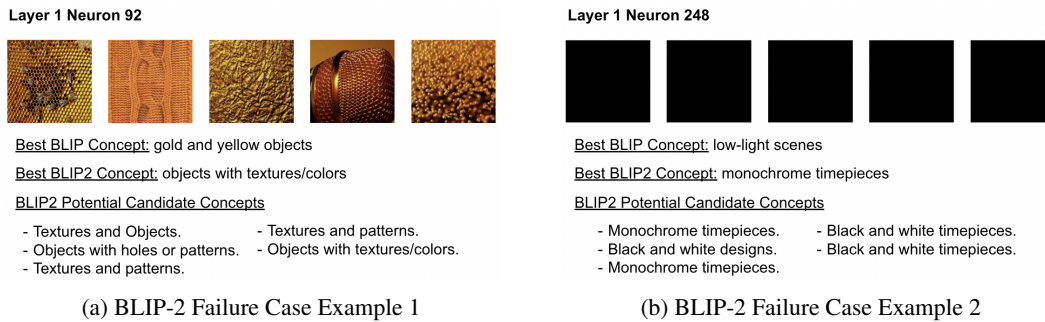 Layer 1 Neuron 92
Best BLIP Concept: gold and yellow objects
Best BLIP2 Concept: objects with textures/colors
BLIP2 Potential Candidate Concepts
- Textures and Objects.
- Objects with holes or patterns.
- Textures and patterns.
- Textures and patterns.
- Objects with textures/colors.
(a) BLIP-2 Failure Case Example 1
Layer 1 Neuron 248
Best BLIP Concept: low-light scenes
Best BLIP2 Concept: monochrome timepieces
BLIP2 Potential Candidate Concepts
- Monochrome timepieces.
- Black and white designs.
- Monochrome timepieces.
- Black and white timepieces.
- Black and white timepieces.
(b) BLIP-2 Failure Case Example 2